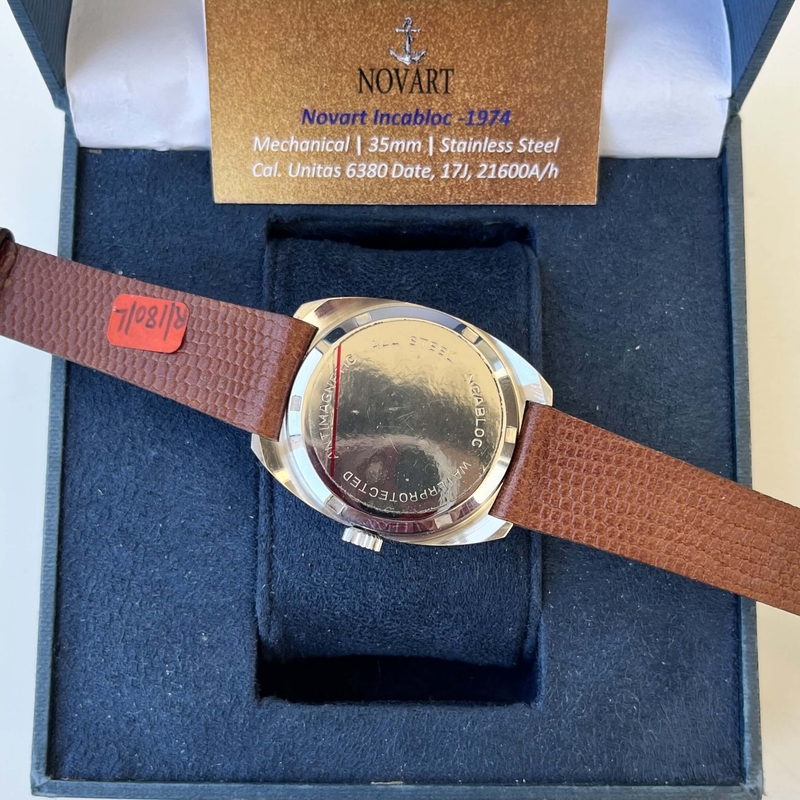 NOVART
Novart Incabloc -1974
Mechanical | 35mm | Stainless Steel
Cal. Unitas 6380 Date, 17J, 21600A/h
R/180/L
ALL STEEL
INCABLOC
WATERPROTECTED
ANTIMAGNETIC